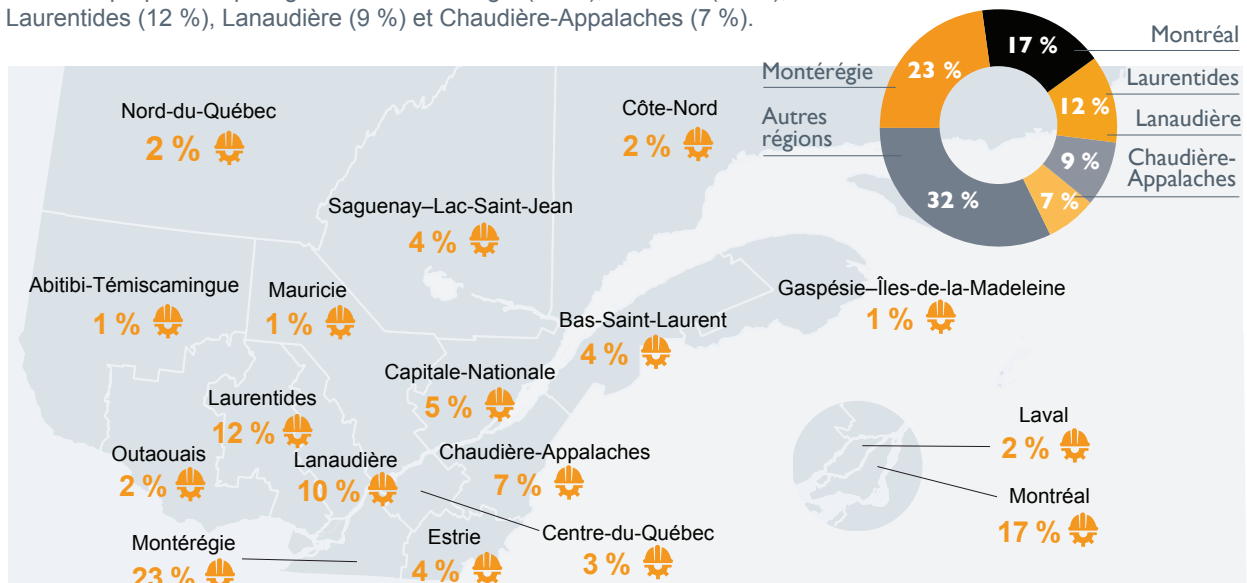 Laurentides (12 %), Lanaudière (9 %) et Chaudière-Appalaches (7 %).
17 %
Montréal
Montérégie
23 %
Laurentides
12 %
Autres
régions
Lanaudière
9 %
Chaudière-
Appalaches
32 %
7 %
Nord-du-Québec
2 %
Côte-Nord
2 %
Saguenay–Lac-Saint-Jean
4 %
Abitibi-Témiscamingue
1 %
Mauricie
1 %
Gaspésie–Îles-de-la-Madeleine
1 %
Bas-Saint-Laurent
4 %
Capitale-Nationale
5 %
Laurentides
12 %
Outaouais
2 %
Lanaudière
10 %
Chaudière-Appalaches
7 %
Laval
2 %
Montréal
17 %
Montérégie
23 %
Estrie
4 %
Centre-du-Québec
3 %